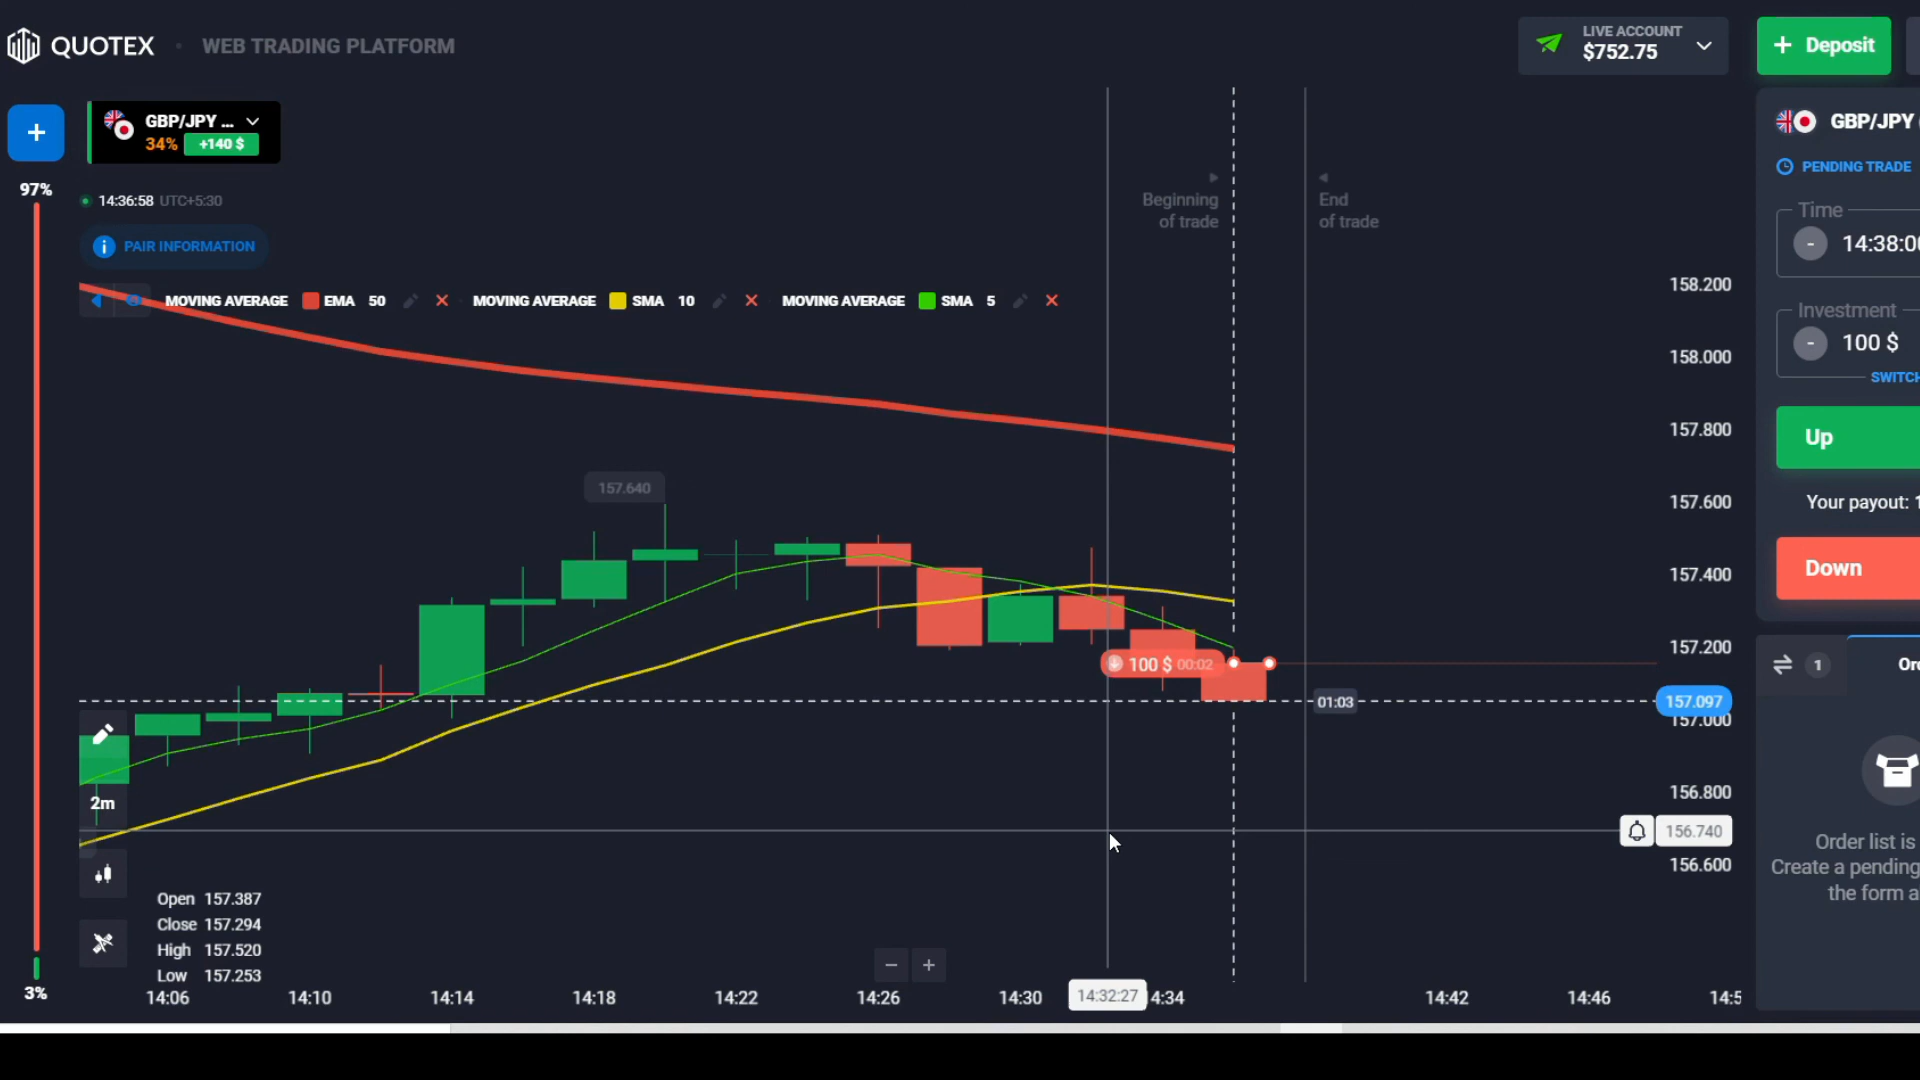 QUOTEX
WEB TRADING PLATFORM
LIVE ACCOUNT
$752.75
+ Deposit
GBP/JPY ...
34% +140 $
GBP/JPY
PENDING TRADE
97%
14:36:58 UTC+5:30
Beginning
of trade
End
of trade
Time
- 14:38:00
PAIR INFORMATION
MOVING AVERAGE EMA 50
MOVING AVERAGE SMA 10
MOVING AVERAGE SMA 5
158.200
158.000
157.800
157.600
157.400
157.200
157.097
157.000
156.800
156.740
156.600
Investment
- 100 $
SWITCH
Up
Your payout: 1
Down
157.640
100 $ 00:02
01:03
1
Order list is
Create a pending
the form a
2m
Open 157.387
Close 157.294
High 157.520
Low 157.253
3%
14:06
14:10
14:14
14:18
14:22
14:26
14:30
14:32:27
4:34
14:42
14:46
14:5